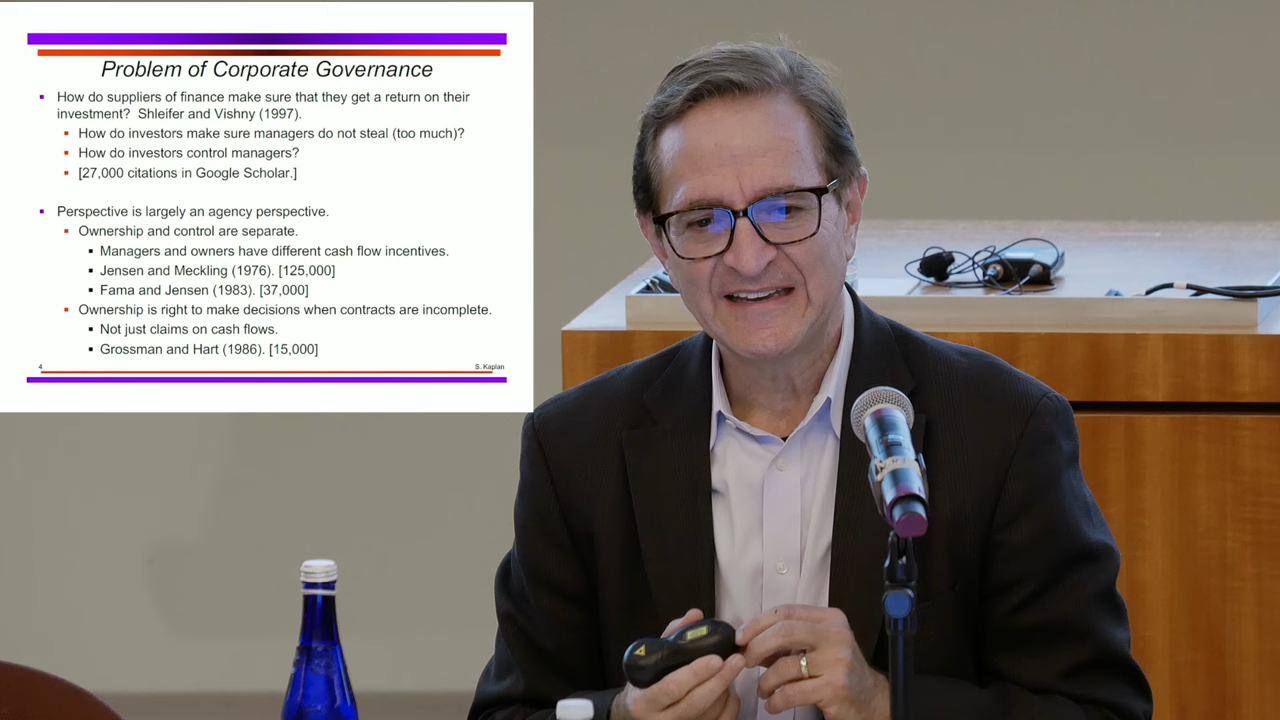 Problem of Corporate Governance
▪ How do suppliers of finance make sure that they get a return on their
investment? Shleifer and Vishny (1997).
▪ How do investors make sure managers do not steal (too much)?
▪ How do investors control managers?
▪ [27,000 citations in Google Scholar.]
▪ Perspective is largely an agency perspective.
▪ Ownership and control are separate.
▪ Managers and owners have different cash flow incentives.
▪ Jensen and Meckling (1976). [125,000]
▪ Fama and Jensen (1983). [37,000]
▪ Ownership is right to make decisions when contracts are incomplete.
▪ Not just claims on cash flows.
▪ Grossman and Hart (1986). [15,000]
4
S. Kaplan